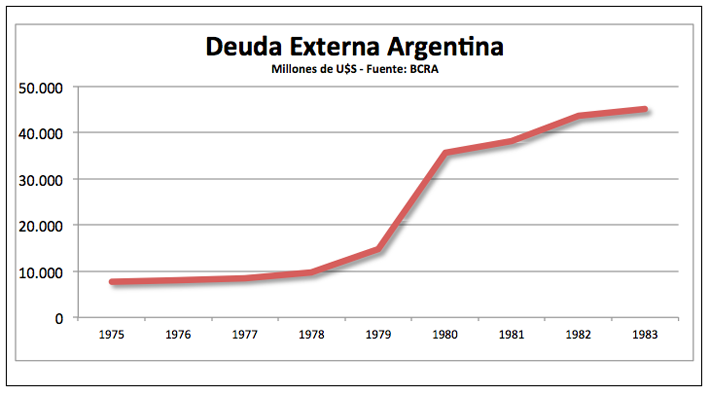 Deuda Externa Argentina
Millones de U$S - Fuente: BCRA
50.000
40.000
30.000
20.000
10.000
0
1975 1976 1977 1978 1979 1980 1981 1982 1983